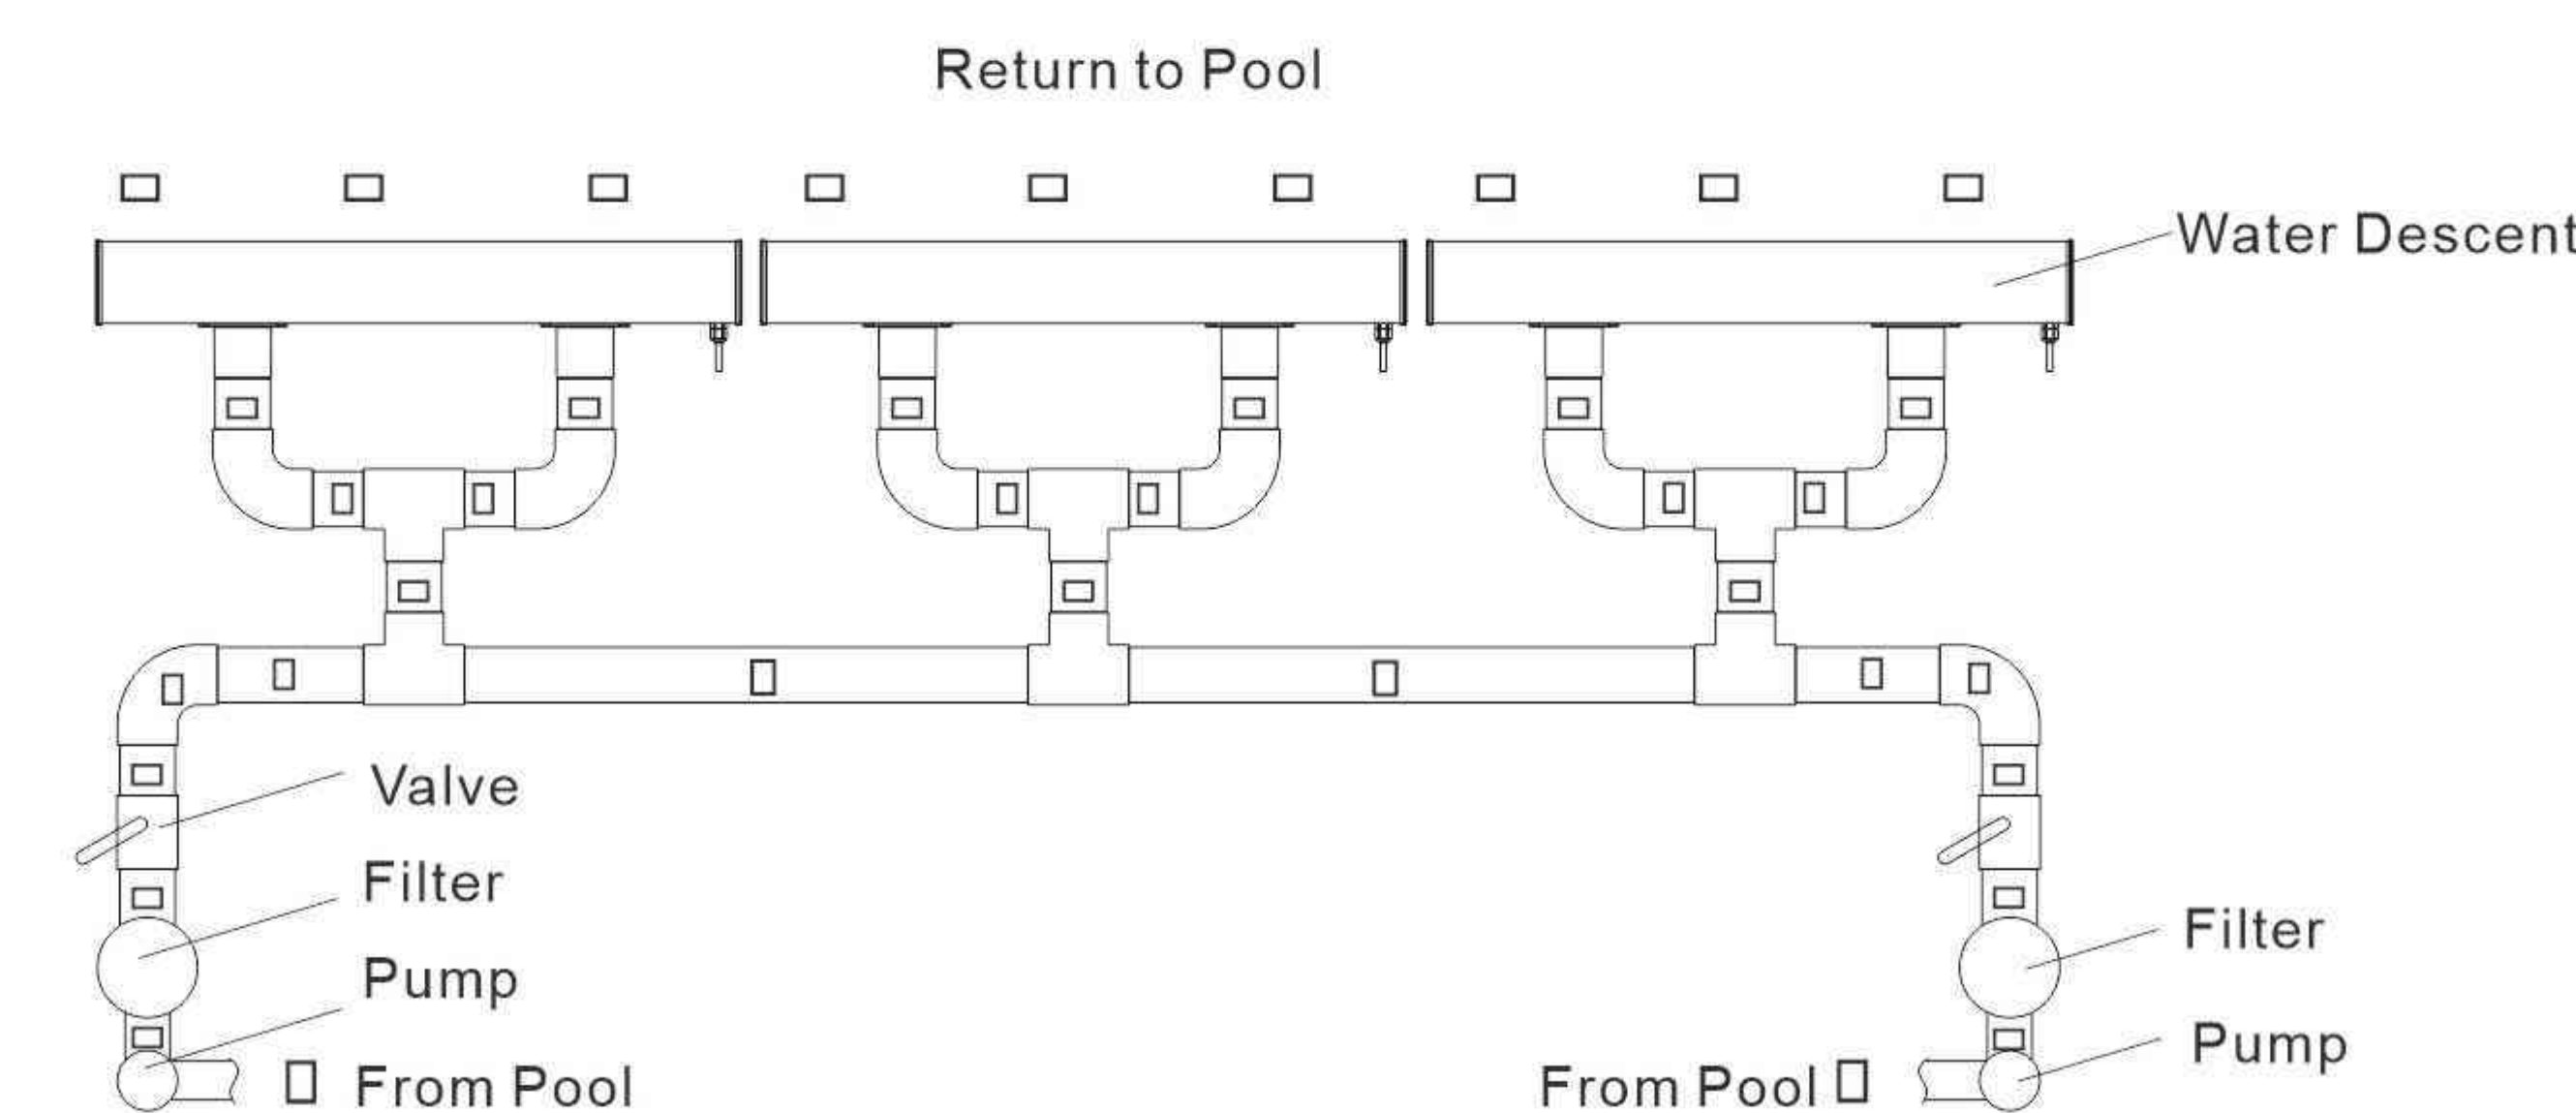 Return to Pool
Water Descent
Valve
Filter
Pump
From Pool
Filter
Pump
From Pool